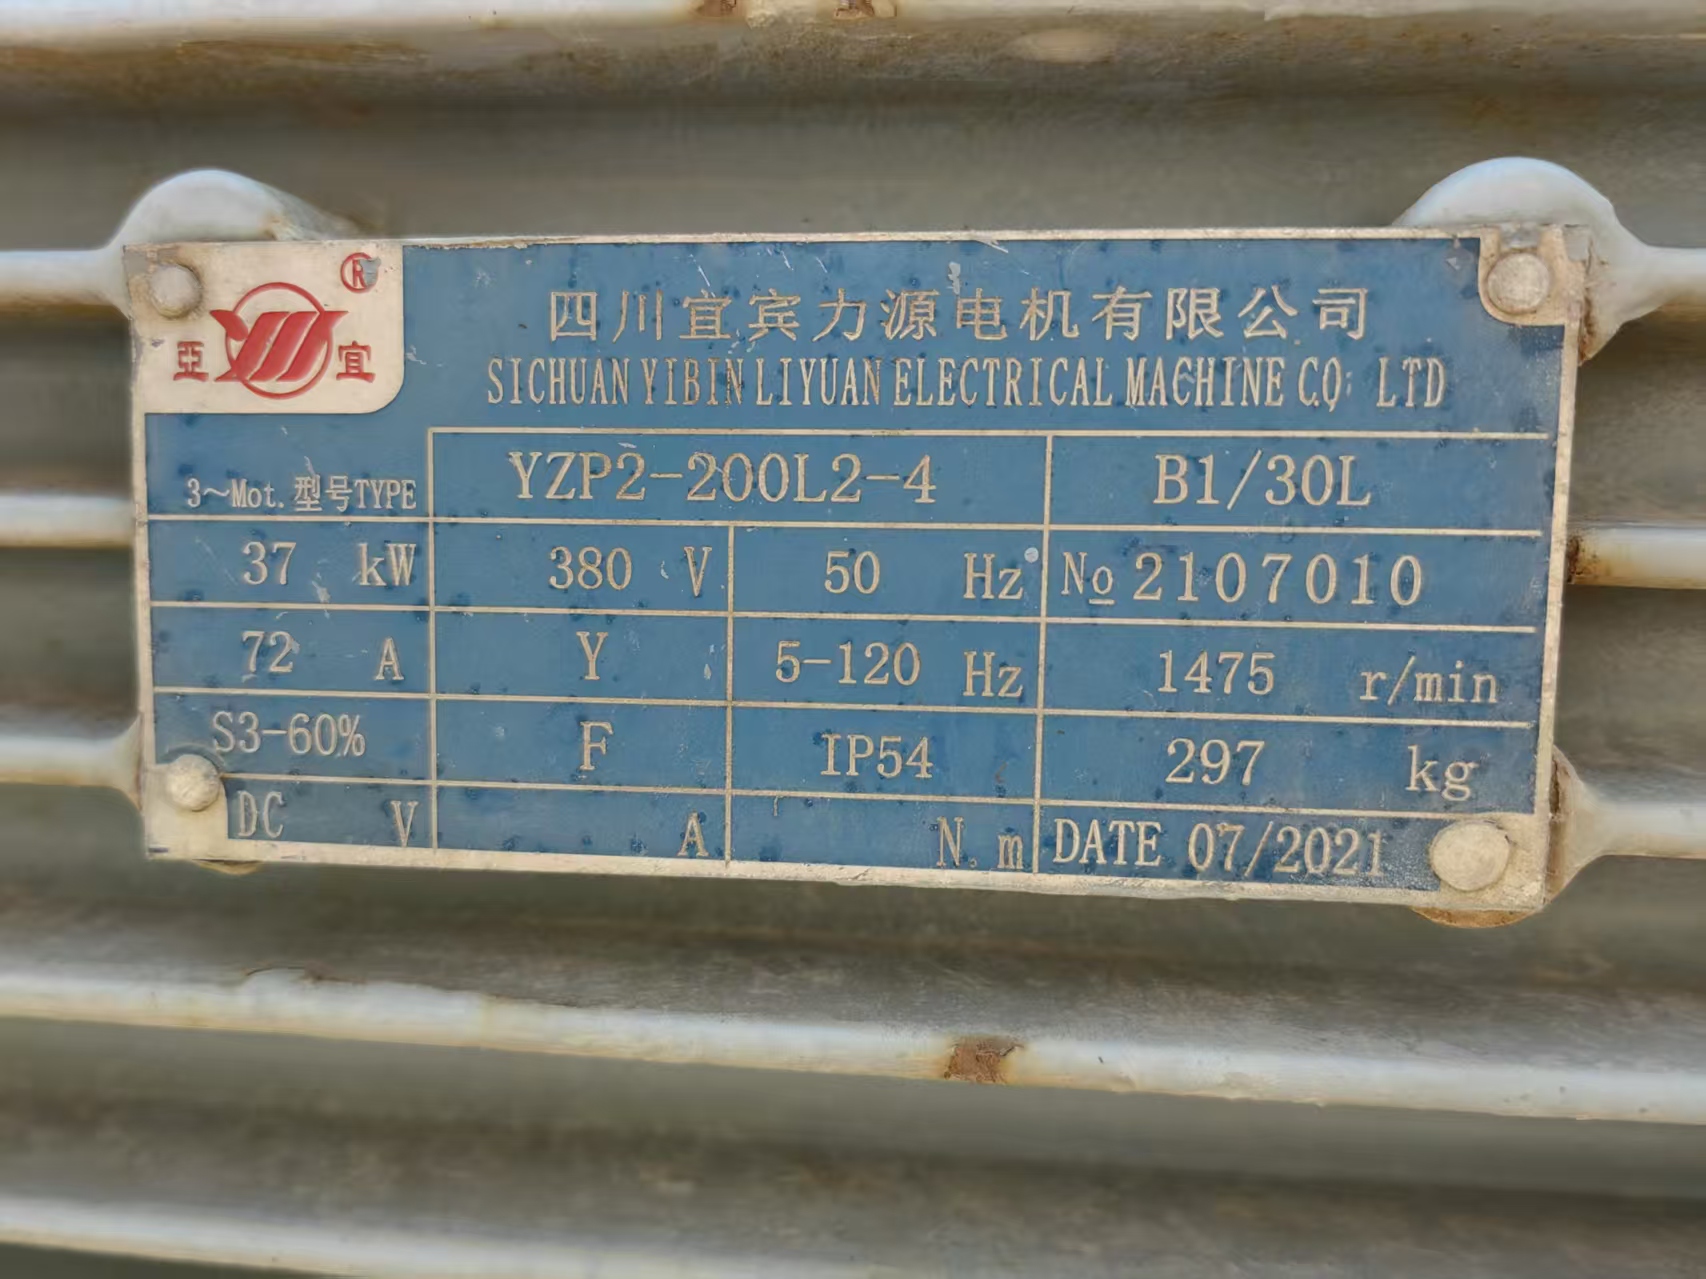 亞 宜 ®
四川宜宾力源电机有限公司
SICHUAN YIBIN LIYUAN ELECTRICAL MACHINE CO. LTD
3~Mot. 型号TYPE YZP2-200L2-4 B1/30L
37 kW 380 V 50 Hz № 2107010
72 A Y 5-120 Hz 1475 r/min
S3-60% F IP54 297 kg
DC V A N.m DATE 07/2021